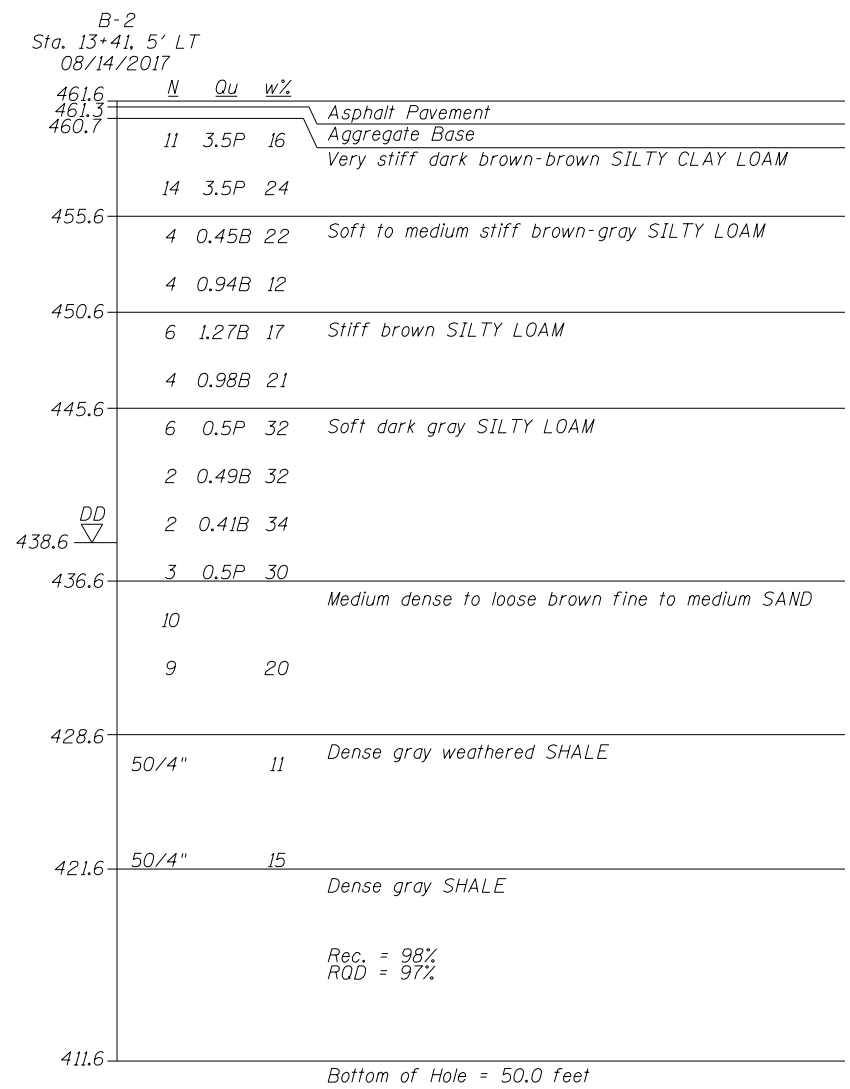 B-2
Sta. 13+41, 5' LT
08/14/2017
N Qu w%
461.6
461.3 Asphalt Pavement
460.7 Aggregate Base
11 3.5P 16
Very stiff dark brown-brown SILTY CLAY LOAM
14 3.5P 24
455.6
4 0.45B 22 Soft to medium stiff brown-gray SILTY LOAM
4 0.94B 12
450.6
6 1.27B 17 Stiff brown SILTY LOAM
4 0.98B 21
445.6
6 0.5P 32 Soft dark gray SILTY LOAM
2 0.49B 32
DD
2 0.41B 34
438.6
3 0.5P 30
436.6
Medium dense to loose brown fine to medium SAND
10
9 20
428.6
50/4" 11 Dense gray weathered SHALE
50/4" 15
421.6
Dense gray SHALE
Rec. = 98%
RQD = 97%
411.6
Bottom of Hole = 50.0 feet